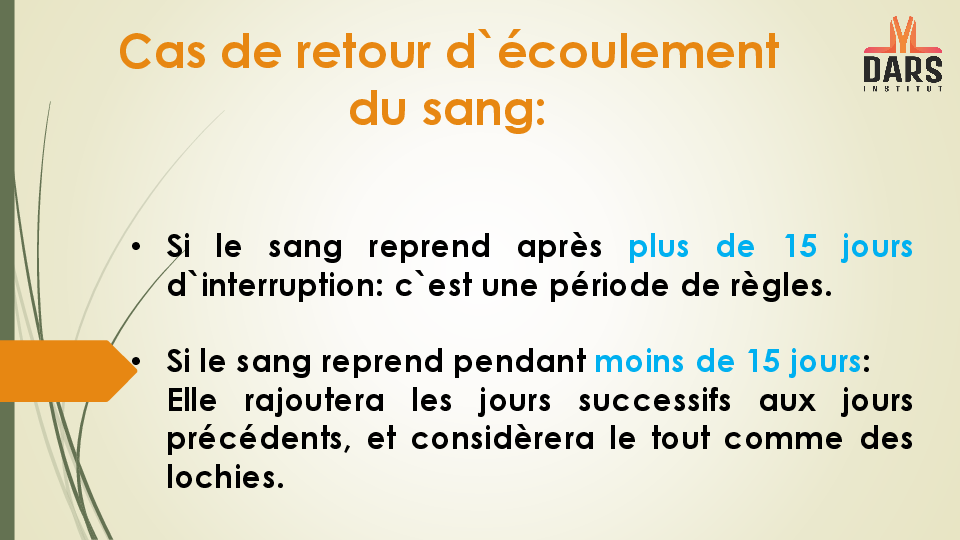 Cas de retour d`écoulement
du sang:
M
DARS
INSTITUT
• Si le sang reprend après plus de 15 jours
d`interruption: c`est une période de règles.
• Si le sang reprend pendant moins de 15 jours:
Elle rajoutera les jours successifs aux jours
précédents, et considèrera le tout comme des
lochies.